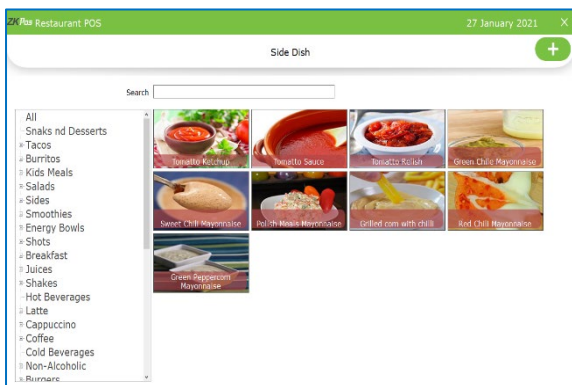 ZKPos Restaurant POS
27 January 2021
X
Side Dish
+
Search
All
Snaks nd Desserts
Tacos
Burritos
Kids Meals
Salads
Sides
Smoothies
Energy Bowls
Shots
Breakfast
Juices
Shakes
Hot Beverages
Latte
Cappuccino
Coffee
Cold Beverages
Non-Alcoholic
Burgers
Tomatto Ketchup
Tomatto Sauce
Tomatto Relish
Green Chile Mayonnaise
Sweet Chili Mayonnaise
Polish Meals Mayonnaise
Grilled corn with chilli
Red Chili Mayonnaise
Green Peppercorn
Mayonnaise